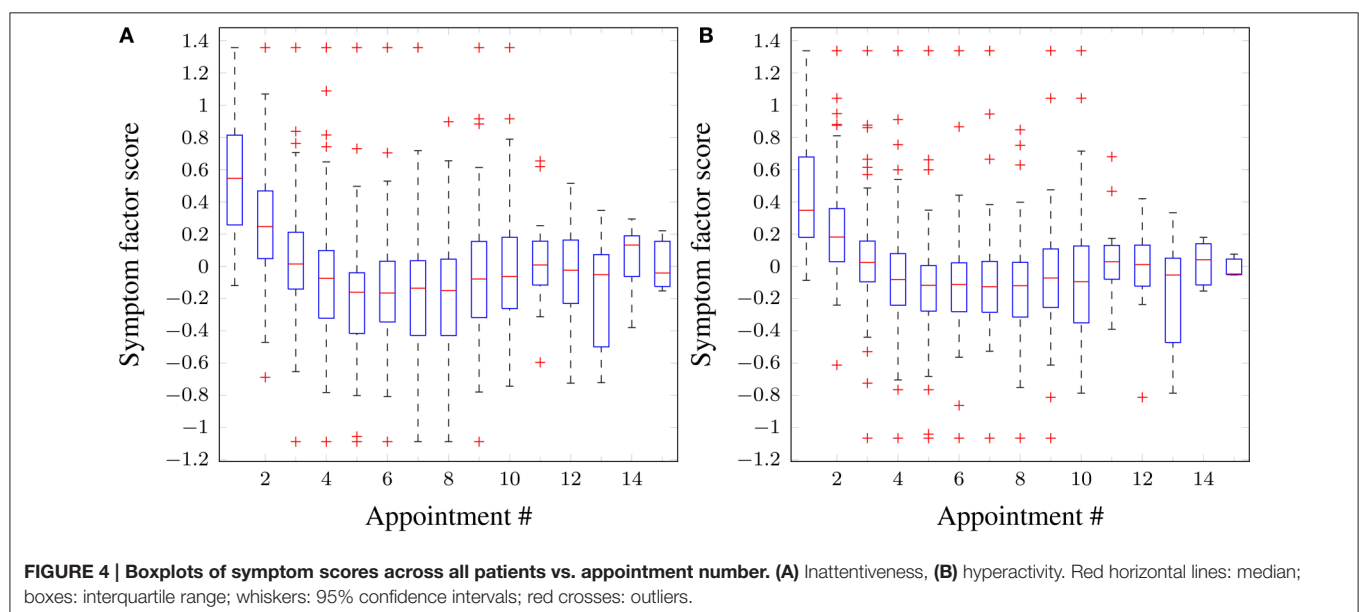 A
Symptom factor score
1.4
1.2
1
0.8
0.6
0.4
0.2
0
−0.2
−0.4
−0.6
−0.8
−1
−1.2
2 4 6 8 10 12 14
Appointment #
B
Symptom factor score
1.4
1.2
1
0.8
0.6
0.4
0.2
0
−0.2
−0.4
−0.6
−0.8
−1
−1.2
2 4 6 8 10 12 14
Appointment #
FIGURE 4 | Boxplots of symptom scores across all patients vs. appointment number. (A) Inattentiveness, (B) hyperactivity. Red horizontal lines: median;
boxes: interquartile range; whiskers: 95% confidence intervals; red crosses: outliers.